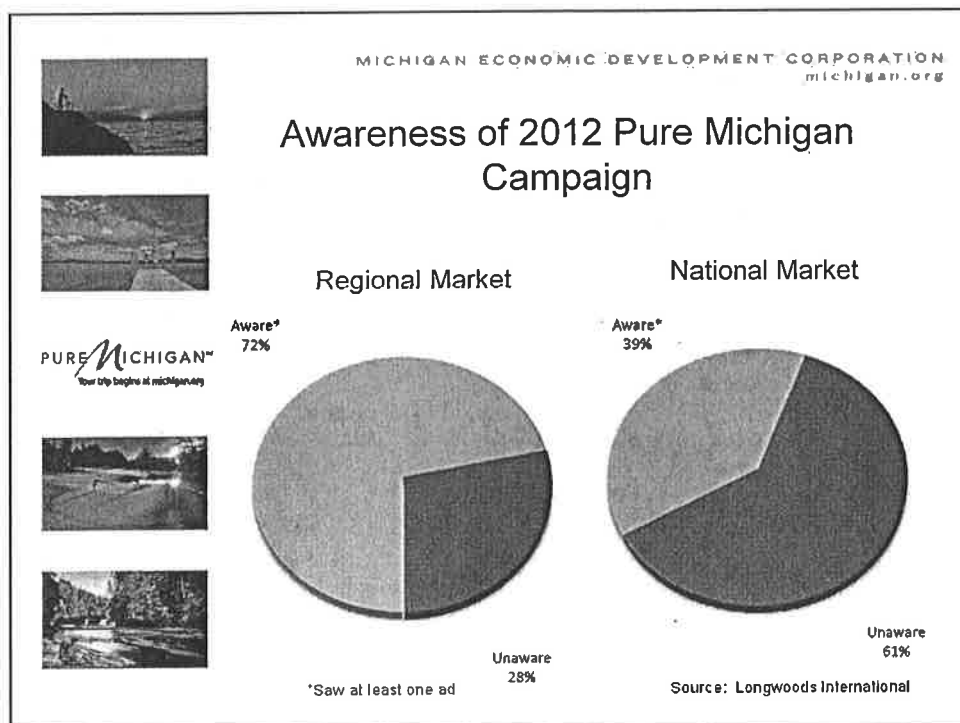 MICHIGAN ECONOMIC DEVELOPMENT CORPORATION
michigan.org
Awareness of 2012 Pure Michigan
Campaign
Regional Market
National Market
Aware*
72%
Aware*
39%
PURE MICHIGAN℠
Your trip begins at michigan.org
Unaware
28%
Unaware
61%
*Saw at least one ad
Source: Longwoods International